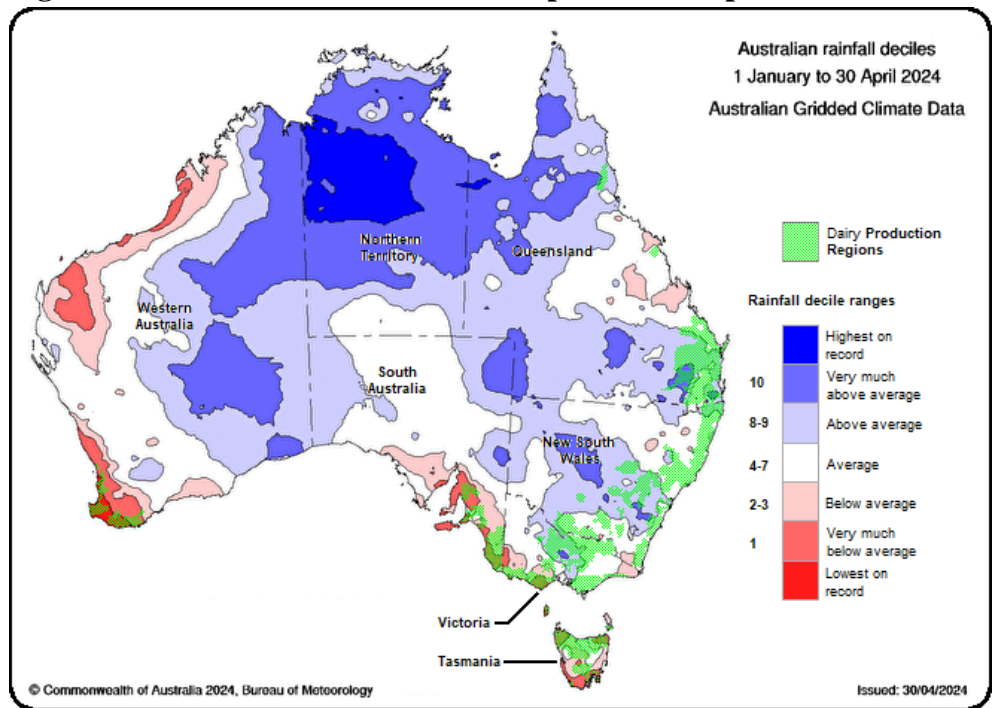 Australian rainfall deciles
1 January to 30 April 2024
Australian Gridded Climate Data
Northern
Territory
Queensland
Western
Australia
South
Australia
New South
Wales
Victoria
Tasmania
Dairy Production
Regions
Rainfall decile ranges
Highest on
record
10 Very much
above average
8-9 Above average
4-7 Average
2-3 Below average
1 Very much
below average
Lowest on
record
© Commonwealth of Australia 2024, Bureau of Meteorology
Issued: 30/04/2024